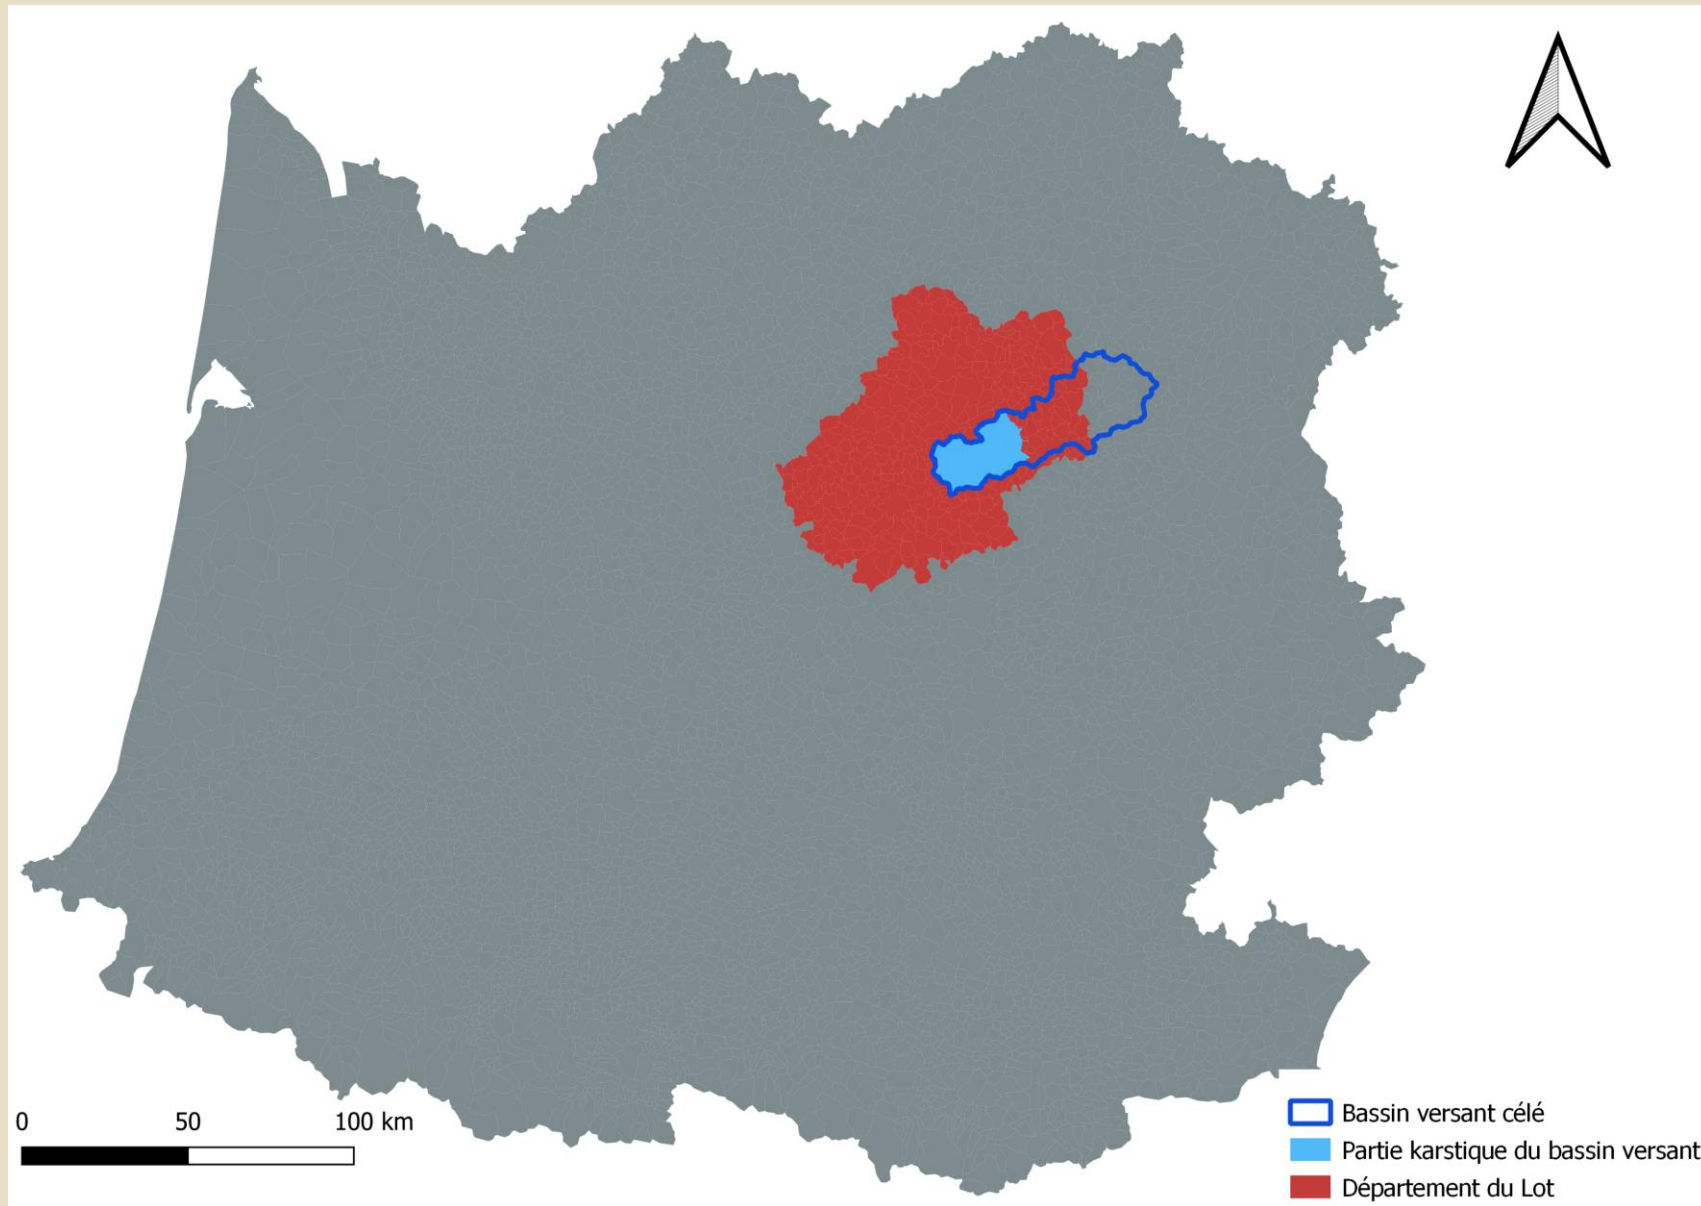 0 50 100 km
Bassin versant célé
Partie karstique du bassin versant
Département du Lot